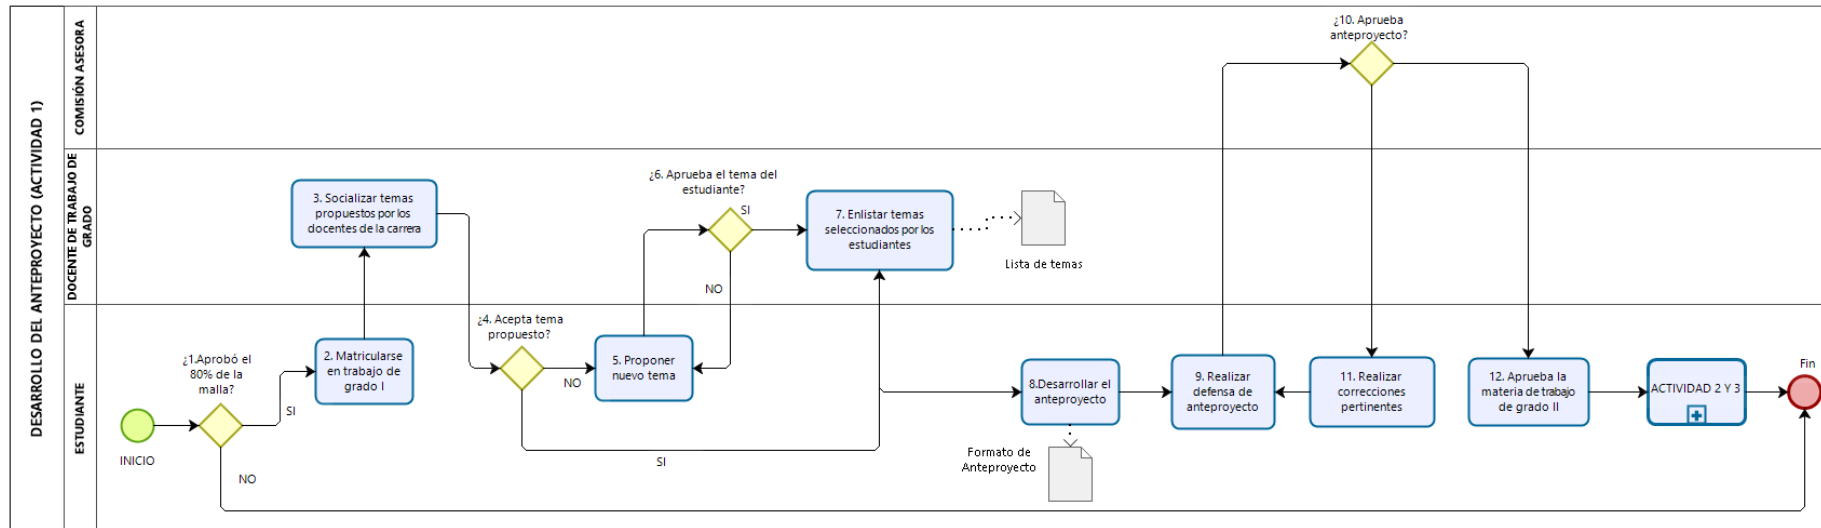 DESARROLLO DEL ANTEPROYECTO (ACTIVIDAD 1)
COMISIÓN ASESORA
¿10. Aprueba
anteproyecto?
DOCENTE DE TRABAJO DE
GRADO
3. Socializar temas
propuestos por los
docentes de la carrera
¿6. Aprueba el tema del
estudiante?
SI
NO
7. Enlistar temas
seleccionados por los
estudiantes
Lista de temas
ESTUDIANTE
INICIO
¿1.Aprobó el
80% de la
malla?
SI
NO
2. Matricularse
en trabajo de
grado I
¿4. Acepta tema
propuesto?
NO
SI
5. Proponer
nuevo tema
8.Desarrollar el
anteproyecto
Formato de
Anteproyecto
9. Realizar
defensa de
anteproyecto
11. Realizar
correcciones
pertinentes
12. Aprueba la
materia de trabajo
de grado II
ACTIVIDAD 2 Y 3
Fin